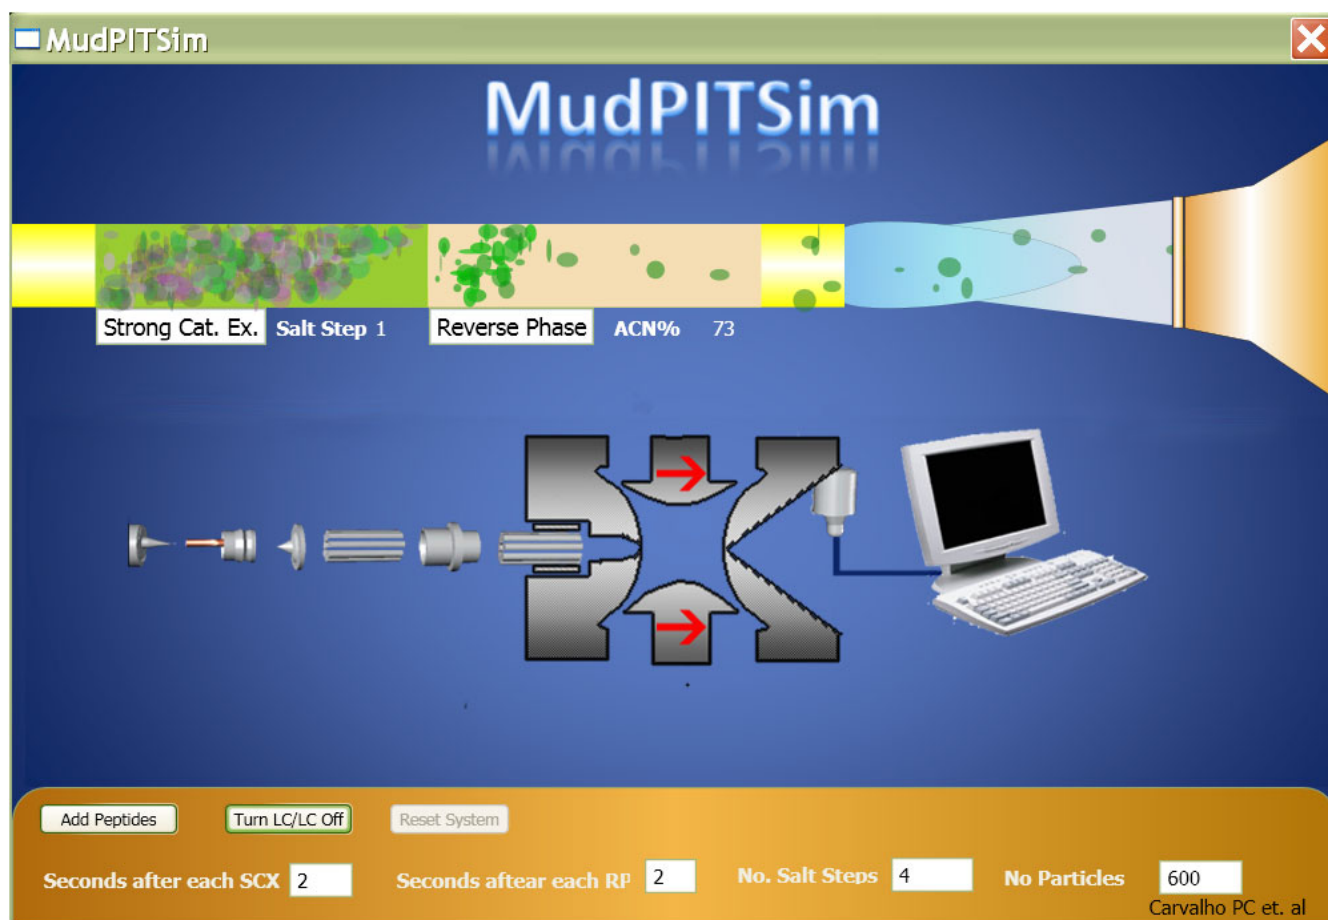 MudPITSim
MudPITSim
Strong Cat. Ex. Salt Step 1 Reverse Phase ACN% 73
Add Peptides Turn LC/LC Off Reset System
Seconds after each SCX 2 Seconds aftear each RP 2 No. Salt Steps 4 No Particles 600
Carvalho PC et. al